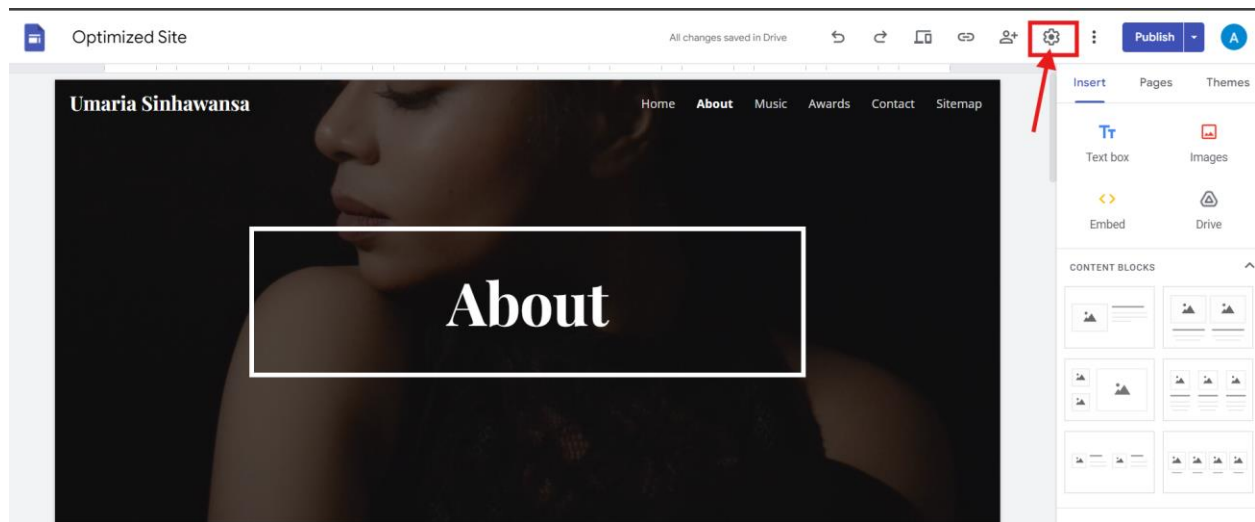 Optimized Site
All changes saved in Drive
Publish
A
Insert Pages Themes
Umaria Sinhawansa
Home About Music Awards Contact Sitemap
Text box Images
Embed Drive
CONTENT BLOCKS
About